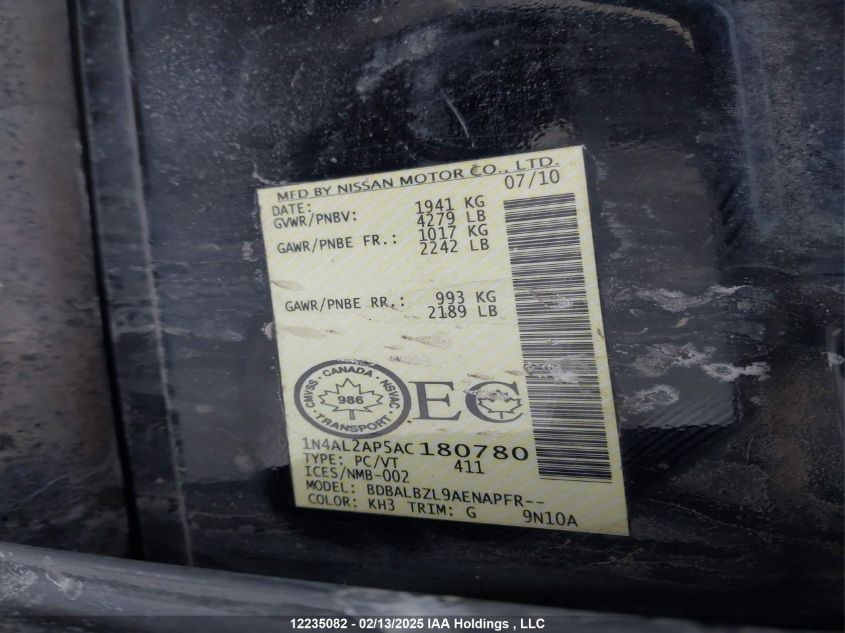 MFD BY NISSAN MOTOR CO., LTD.
DATE: 07/10
GVWR/PNBV: 1941 KG
4279 LB
GAWR/PNBE FR.: 1017 KG
2242 LB
GAWR/PNBE RR.: 993 KG
2189 LB
CANADA
CMVSS 986 NSVAC
TRANSPORT
EC
1N4AL2AP5AC180780
TYPE: PC/VT 411
ICES/NMB-002
MODEL: BDBALBZL9AENAPFR--
COLOR: KH3 TRIM: G 9N10A
12235082 - 02/13/2025 IAA Holdings , LLC